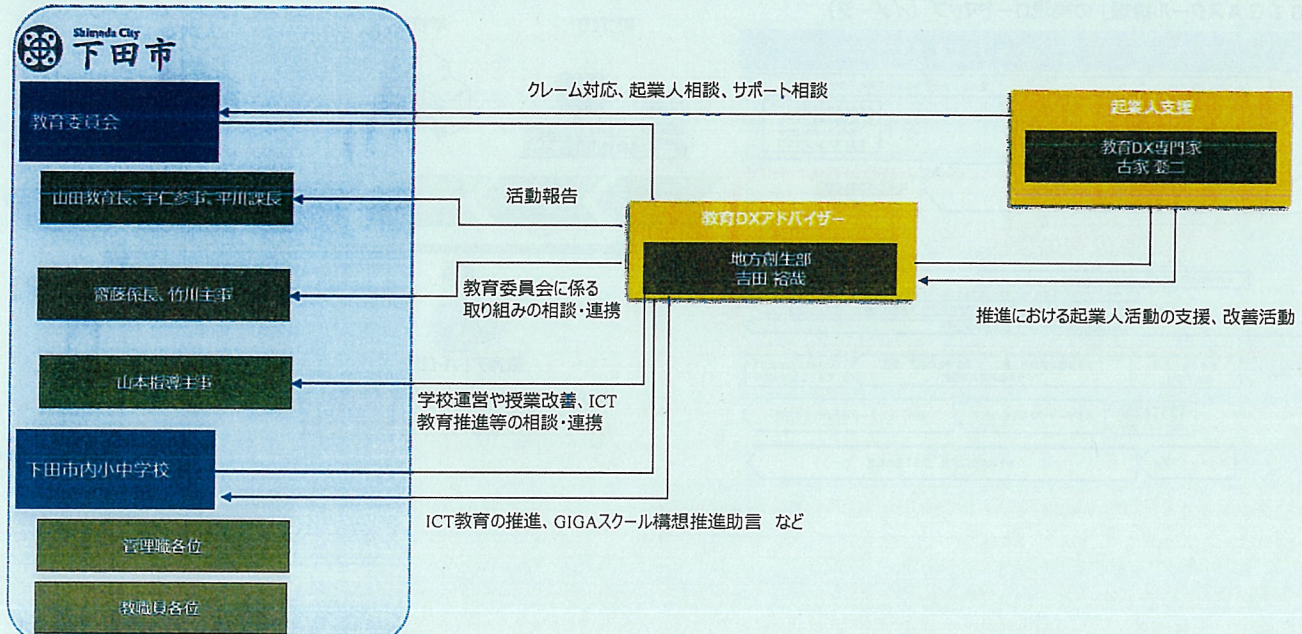 Shimoda City
下田市
教育委員会
山田教育長、宇仁参事、平川課長
齋藤係長、竹川主事
山本指導主事
下田市内小中学校
管理職各位
教職員各位
クレーム対応、起業人相談、サポート相談
活動報告
教育委員会に係る
取り組みの相談・連携
学校運営や授業改善、ICT
教育推進等の相談・連携
ICT教育の推進、GIGAスクール構想推進助言 など
教育DXアドバイザー
地方創生部
吉田 裕哉
起業人支援
教育DX専門家
推進における起業人活動の支援、改善活動